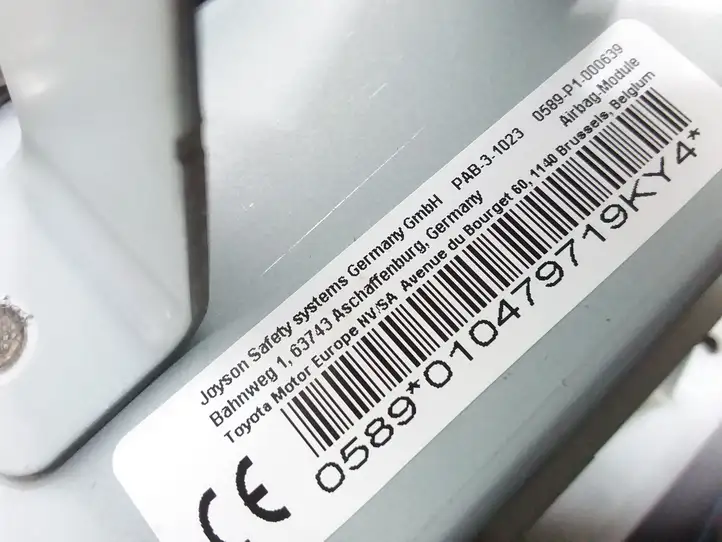 Joyson Safety systems Germany GmbH PAB-3-1023 0589-P1-000639
Bahnweg 1, 63743 Aschaffenburg, Germany Airbag-Module
Toyota Motor Europe NV/SA Avenue du Bourget 60, 1140 Brussels, Belgium
0589*010479719KY4*
CE